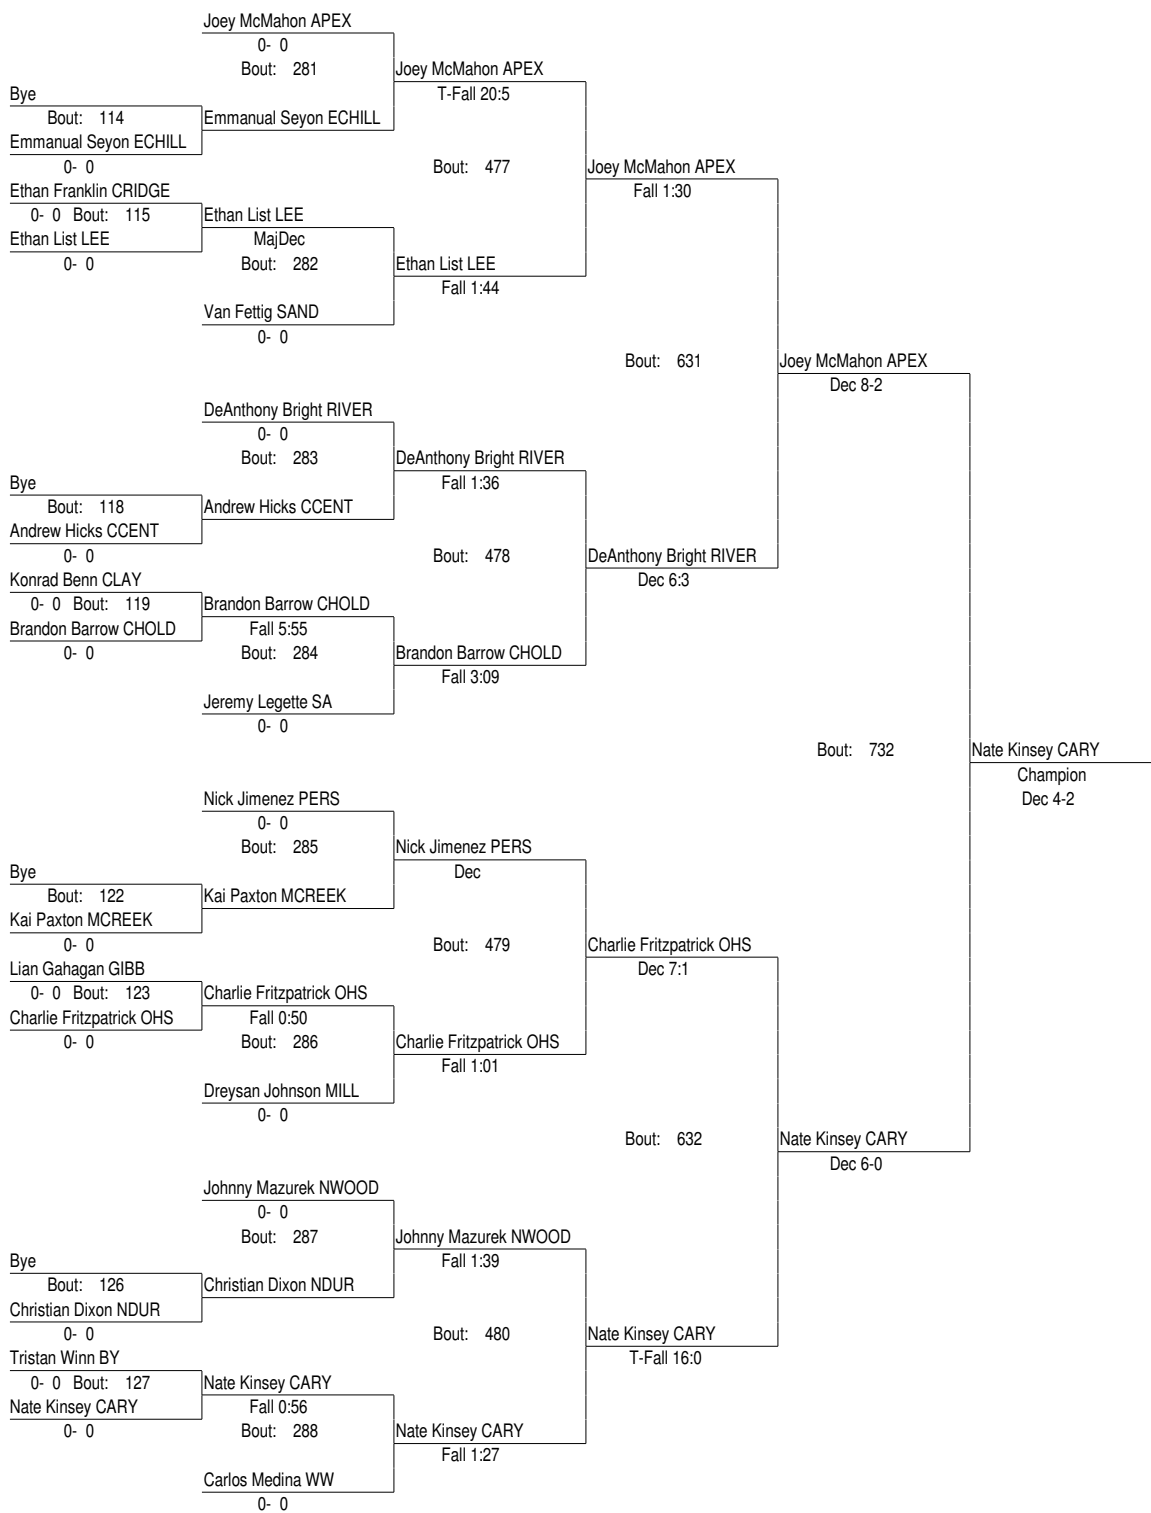 Joey McMahon APEX
0- 0
Bout: 281
Joey McMahon APEX
T-Fall 20:5
Bye
Bout: 114
Emmanual Seyon ECHILL
Emmanual Seyon ECHILL
0- 0
Bout: 477
Joey McMahon APEX
Fall 1:30
Ethan Franklin CRIDGE
0- 0 Bout: 115
Ethan List LEE
Ethan List LEE
0- 0
MajDec
Bout: 282
Ethan List LEE
Fall 1:44
Van Fettig SAND
0- 0
Bout: 631
Joey McMahon APEX
Dec 8-2
DeAnthony Bright RIVER
0- 0
Bout: 283
DeAnthony Bright RIVER
Fall 1:36
Bye
Bout: 118
Andrew Hicks CCENT
Andrew Hicks CCENT
0- 0
Bout: 478
DeAnthony Bright RIVER
Dec 6:3
Konrad Benn CLAY
0- 0 Bout: 119
Brandon Barrow CHOLD
Brandon Barrow CHOLD
0- 0
Fall 5:55
Bout: 284
Brandon Barrow CHOLD
Fall 3:09
Jeremy Legette SA
0- 0
Bout: 732
Nate Kinsey CARY
Champion
Dec 4-2
Nick Jimenez PERS
0- 0
Bout: 285
Nick Jimenez PERS
Dec
Bye
Bout: 122
Kai Paxton MCREEK
Kai Paxton MCREEK
0- 0
Bout: 479
Charlie Fritzpatrick OHS
Dec 7:1
Lian Gahagan GIBB
0- 0 Bout: 123
Charlie Fritzpatrick OHS
Charlie Fritzpatrick OHS
0- 0
Fall 0:50
Bout: 286
Charlie Fritzpatrick OHS
Fall 1:01
Dreysan Johnson MILL
0- 0
Bout: 632
Nate Kinsey CARY
Dec 6-0
Johnny Mazurek NWOOD
0- 0
Bout: 287
Johnny Mazurek NWOOD
Fall 1:39
Bye
Bout: 126
Christian Dixon NDUR
Christian Dixon NDUR
0- 0
Bout: 480
Nate Kinsey CARY
T-Fall 16:0
Tristan Winn BY
0- 0 Bout: 127
Nate Kinsey CARY
Nate Kinsey CARY
0- 0
Fall 0:56
Bout: 288
Nate Kinsey CARY
Fall 1:27
Carlos Medina WW
0- 0